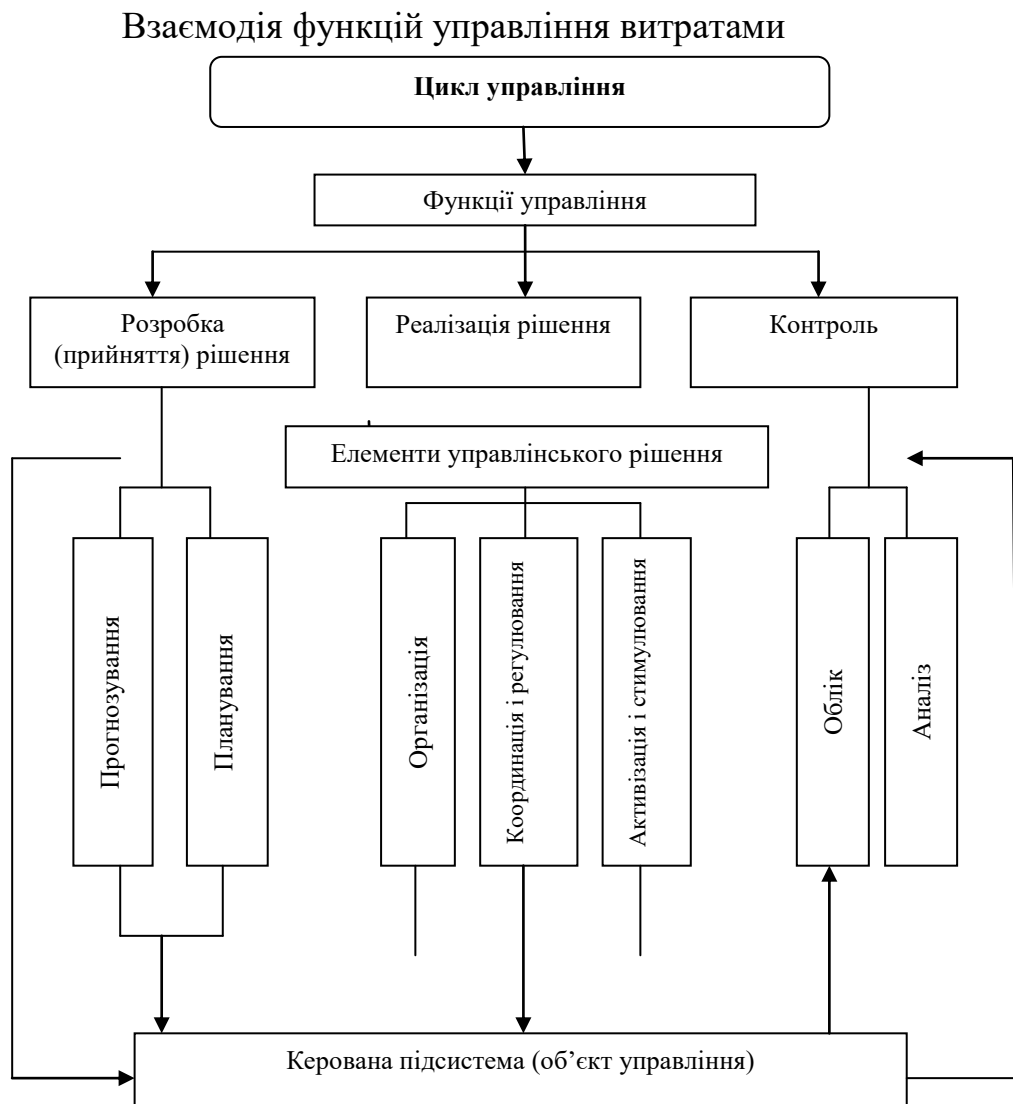 Взаємодія функцій управління витратами
Цикл управління
Функції управління
Розробка
(прийняття) рішення
Реалізація рішення
Контроль
Елементи управлінського рішення
Прогнозування
Планування
Організація
Координація і регулювання
Активізація і стимулювання
Облік
Аналіз
Керована підсистема (об’єкт управління)